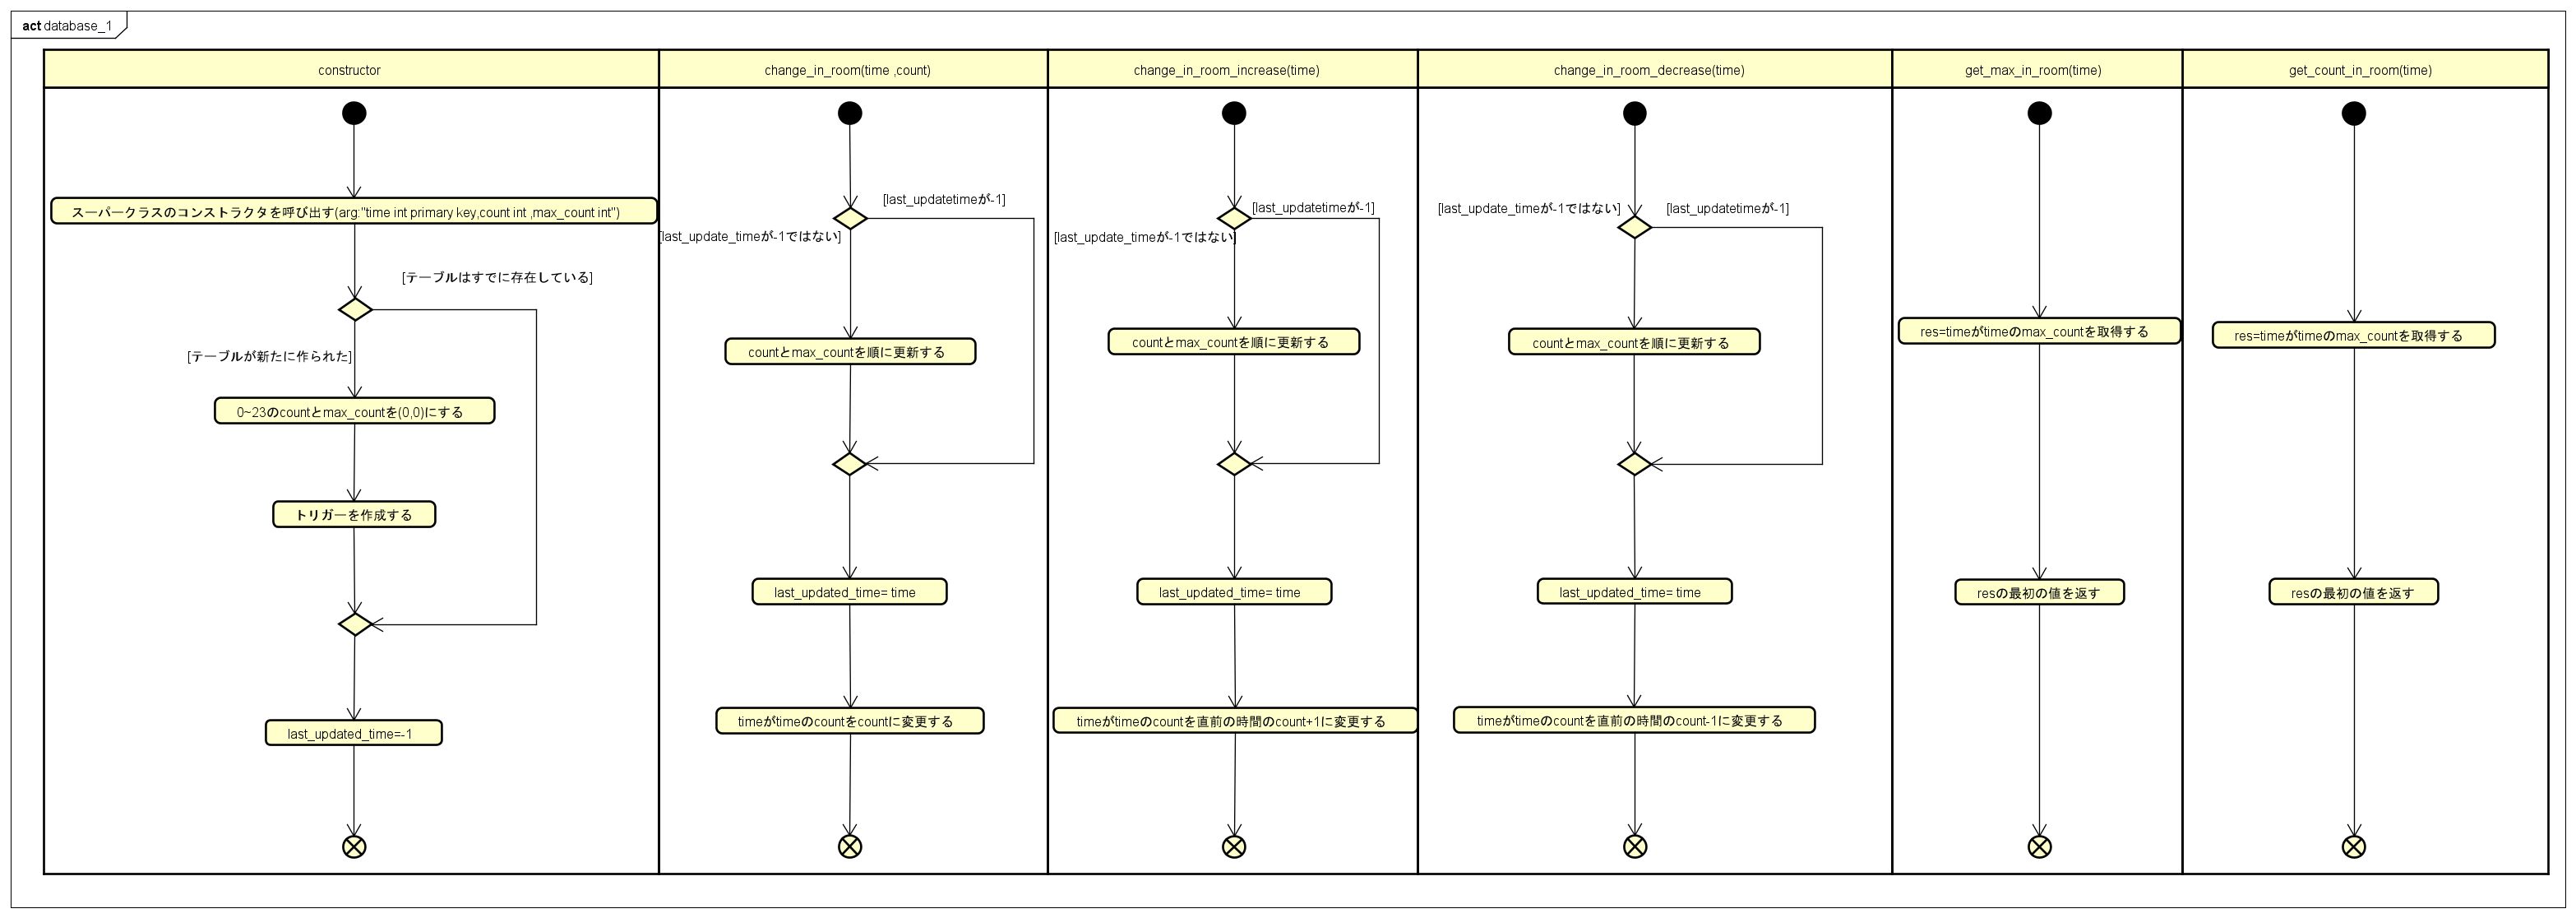 act database_1
constructor
スーパークラスのコンストラクタを呼び出す(arg:"time int primary key,count int ,max_count int")
[テーブルはすでに存在している]
[テーブルが新たに作られた]
0~23のcountとmax_countを(0,0)にする
トリガーを作成する
last_updated_time=-1
change_in_room(time ,count)
[last_updatetimeが-1]
[last_update_timeが-1ではない]
countとmax_countを順に更新する
last_updated_time= time
timeがtimeのcountをcountに変更する
change_in_room_increase(time)
[last_updatetimeが-1]
[last_update_timeが-1ではない]
countとmax_countを順に更新する
last_updated_time= time
timeがtimeのcountを直前の時間のcount+1に変更する
change_in_room_decrease(time)
[last_update_timeが-1ではない]
[last_updatetimeが-1]
countとmax_countを順に更新する
last_updated_time= time
timeがtimeのcountを直前の時間のcount-1に変更する
get_max_in_room(time)
res=timeがtimeのmax_countを取得する
resの最初の値を返す
get_count_in_room(time)
res=timeがtimeのmax_countを取得する
resの最初の値を返す